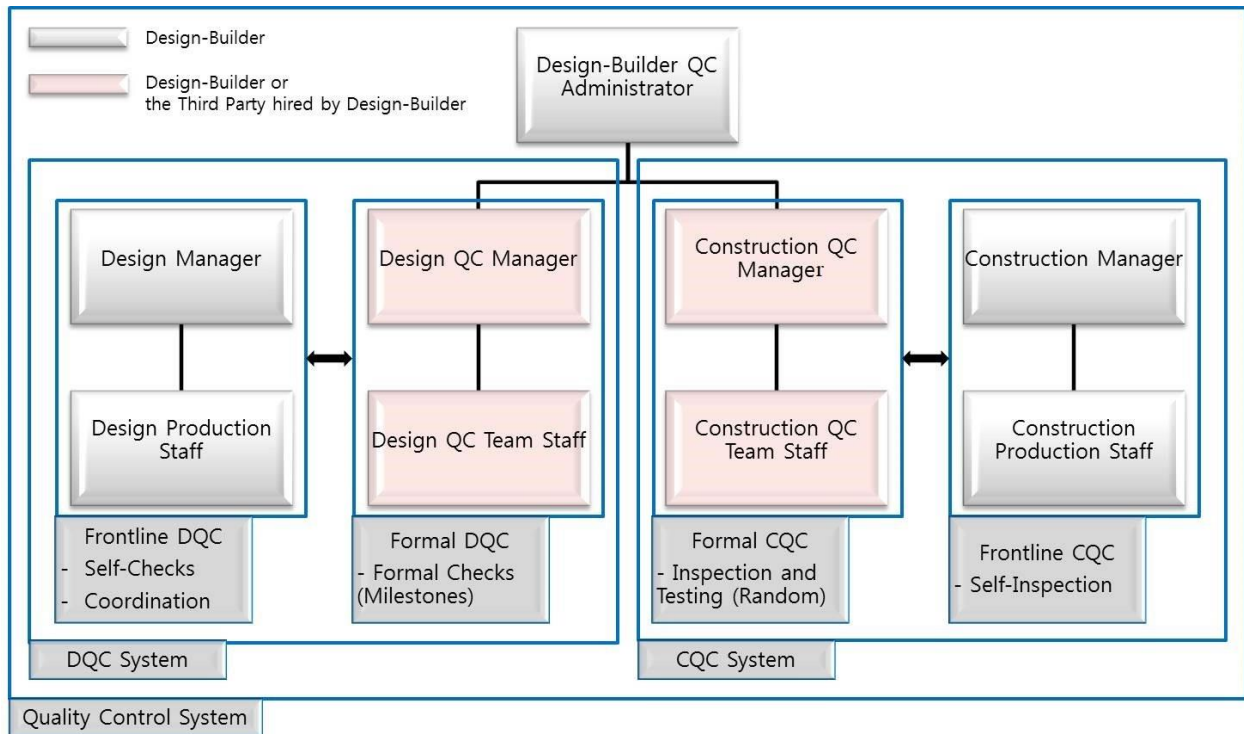 Design-Builder
Design-Builder or
the Third Party hired by Design-Builder
Design-Builder QC
Administrator
Design Manager
Design QC Manager
Construction QC
Manager
Construction Manager
Design Production
Staff
Design QC Team Staff
Construction QC
Team Staff
Construction
Production Staff
Frontline DQC
- Self-Checks
- Coordination
Formal DQC
- Formal Checks
(Milestones)
Formal CQC
- Inspection and
Testing (Random)
Frontline CQC
- Self-Inspection
DQC System
CQC System
Quality Control System